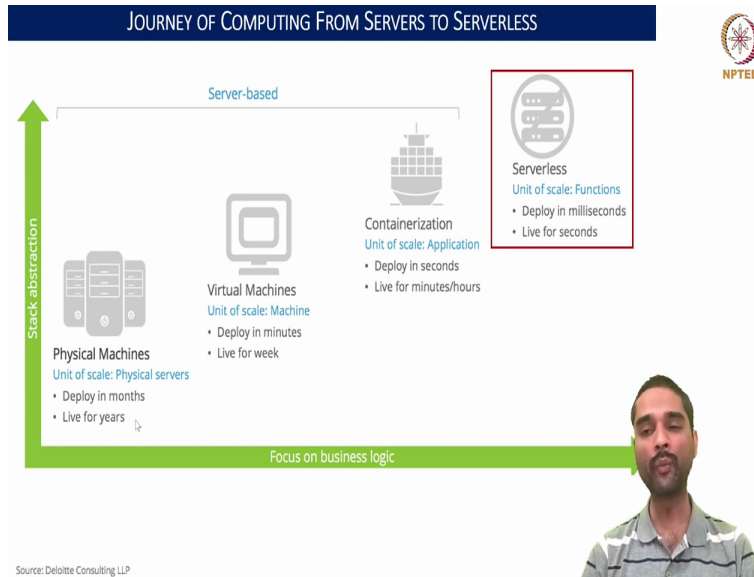 JOURNEY OF COMPUTING FROM SERVERS TO SERVERLESS
NPTEL
Server-based
Serverless
Unit of scale: Functions
• Deploy in milliseconds
• Live for seconds
Containerization
Unit of scale: Application
• Deploy in seconds
• Live for minutes/hours
Virtual Machines
Unit of scale: Machine
• Deploy in minutes
• Live for week
Physical Machines
Unit of scale: Physical servers
• Deploy in months
• Live for years
Stack abstraction
Focus on business logic
Source: Deloitte Consulting LLP